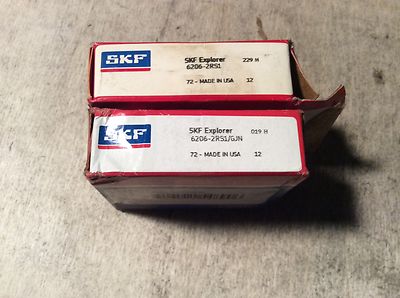 SKF
SKF Explorer 229 H
6206-2RS1
72 - MADE IN USA 12
SKF
SKF Explorer 019 H
6206-2RS1/GJN
72 - MADE IN USA 12